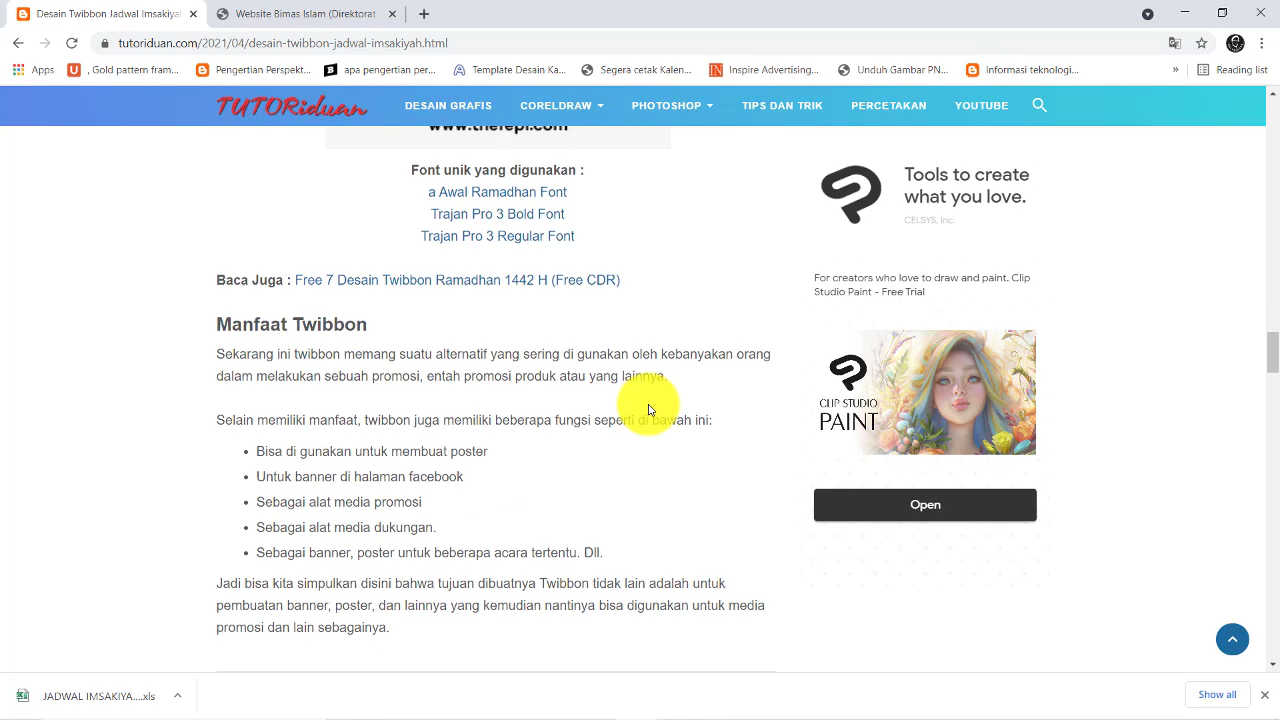 Desain Twibbon Jadwal Imsakiyal
Website Bimas Islam (Direktorat
tutoriduan.com/2021/04/desain-twibbon-jadwal-imsakiyah.html
Apps
, Gold pattern fram...
Pengertian Perspekt...
apa pengertian per...
Template Desain Ka...
Segera cetak Kalen...
Inspire Advertising,...
Unduh Gambar PN...
Informasi teknologi...
»
Reading list
TUTORiduan
DESAIN GRAFIS
CORELDRAW
PHOTOSHOP
TIPS DAN TRIK
PERCETAKAN
YOUTUBE
www.thefepi.com
Font unik yang digunakan :
a Awal Ramadhan Font
Trajan Pro 3 Bold Font
Trajan Pro 3 Regular Font
Baca Juga : Free 7 Desain Twibbon Ramadhan 1442 H (Free CDR)
Manfaat Twibbon
Sekarang ini twibbon memang suatu alternatif yang sering di gunakan oleh kebanyakan orang
dalam melakukan sebuah promosi, entah promosi produk atau yang lainnya.
Selain memiliki manfaat, twibbon juga memiliki beberapa fungsi seperti di bawah ini:
• Bisa di gunakan untuk membuat poster
• Untuk banner di halaman facebook
• Sebagai alat media promosi
• Sebagai alat media dukungan.
• Sebagai banner, poster untuk beberapa acara tertentu. Dll.
Jadi bisa kita simpulkan disini bahwa tujuan dibuatnya Twibbon tidak lain adalah untuk
pembuatan banner, poster, dan lainnya yang kemudian nantinya bisa digunakan untuk media
promosi dan lain sebagainya.
Tools to create
what you love.
CELSYS, Inc.
For creators who love to draw and paint. Clip
Studio Paint - Free Trial
CLIP STUDIO
PAINT
Open
JADWAL IMSAKIYA....xls
Show all